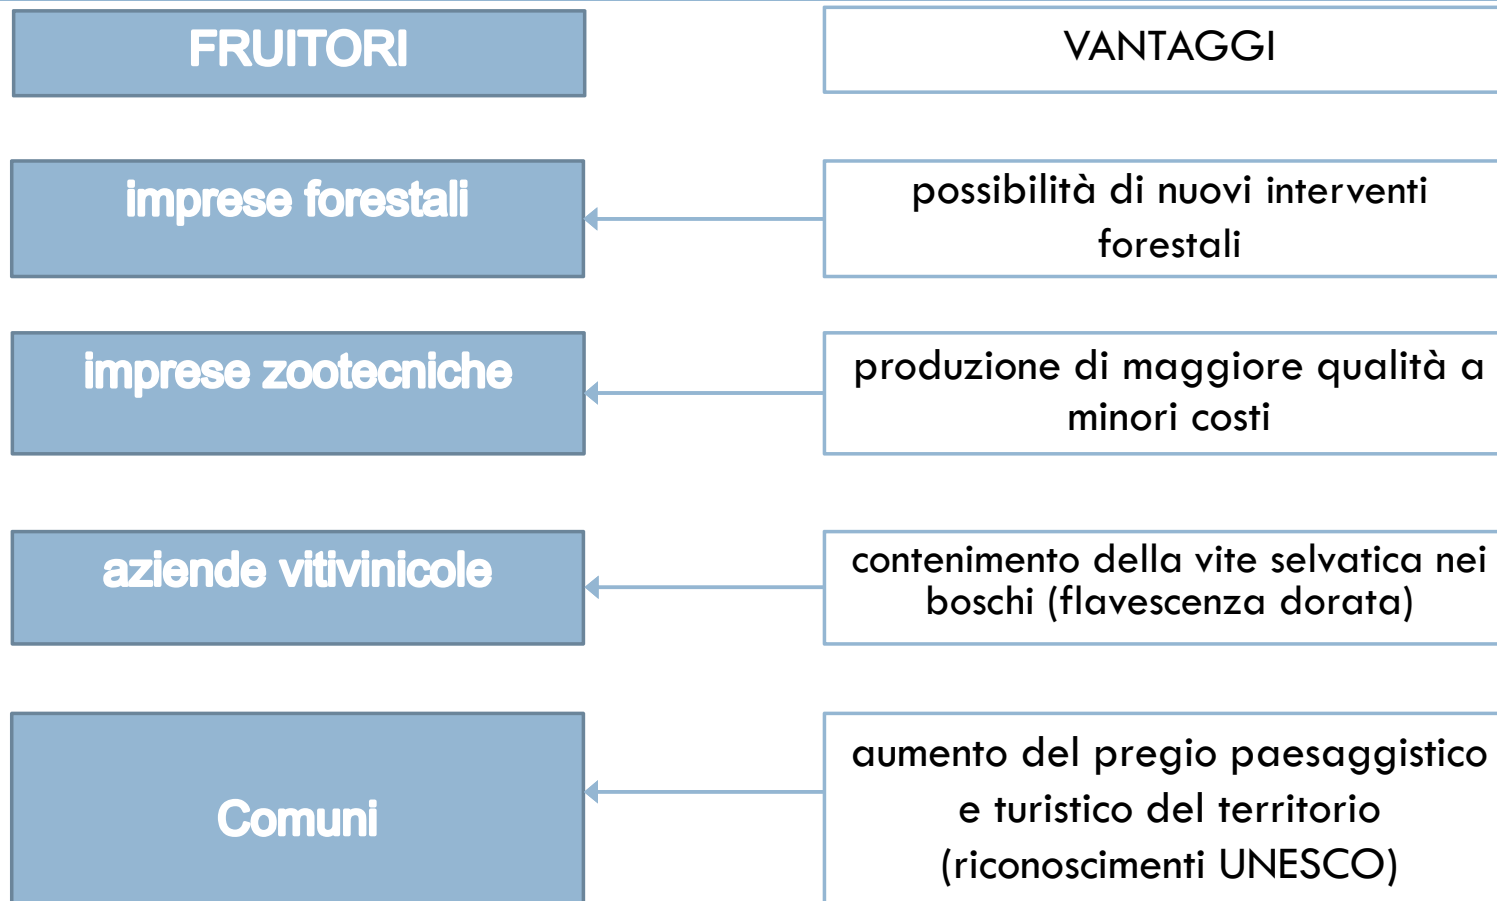 FRUITORI
VANTAGGI
imprese forestali
possibilità di nuovi interventi
forestali
imprese zootecniche
produzione di maggiore qualità a
minori costi
aziende vitivinicole
contenimento della vite selvatica nei
boschi (flavescenza dorata)
Comuni
aumento del pregio paesaggistico
e turistico del territorio
(riconoscimenti UNESCO)